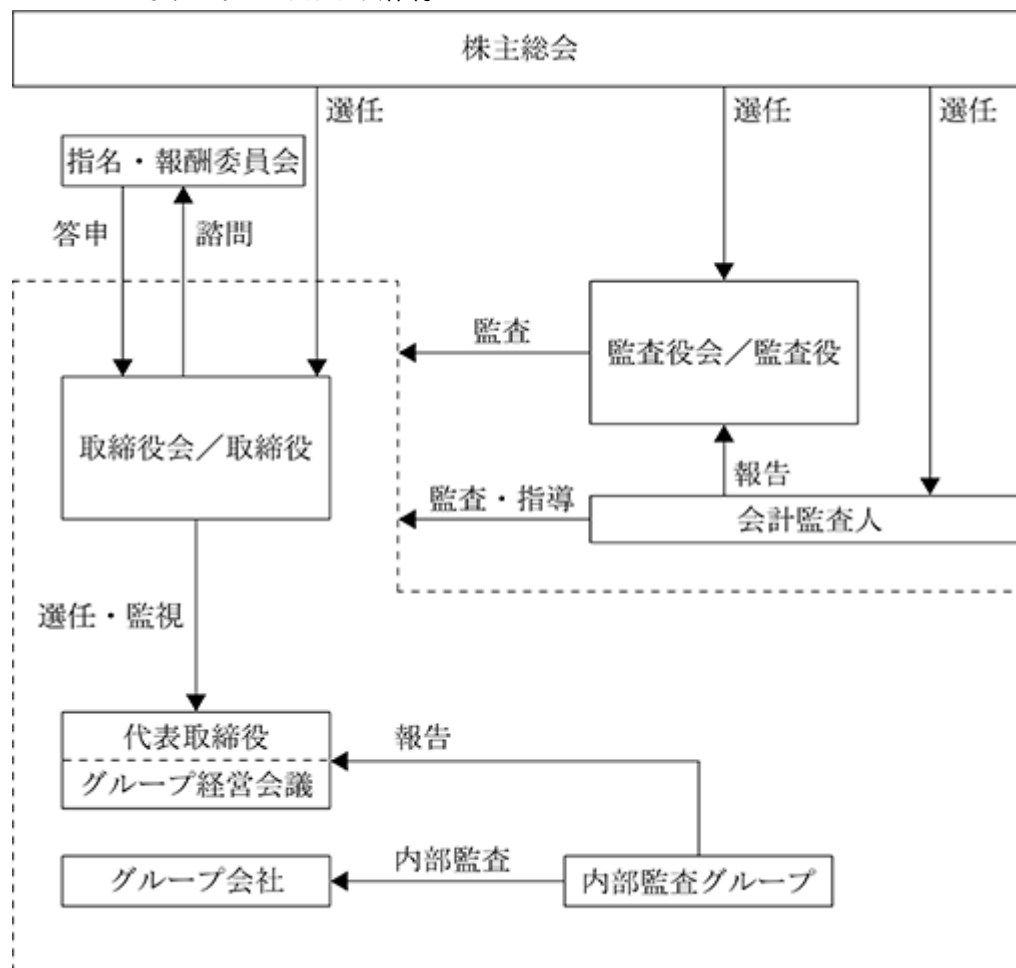 株主総会
選任
選任
選任
指名・報酬委員会
答申
諮問
監査
監査役会／監査役
取締役会／取締役
報告
監査・指導
会計監査人
選任・監視
代表取締役
報告
グループ経営会議
内部監査
グループ会社
内部監査グループ